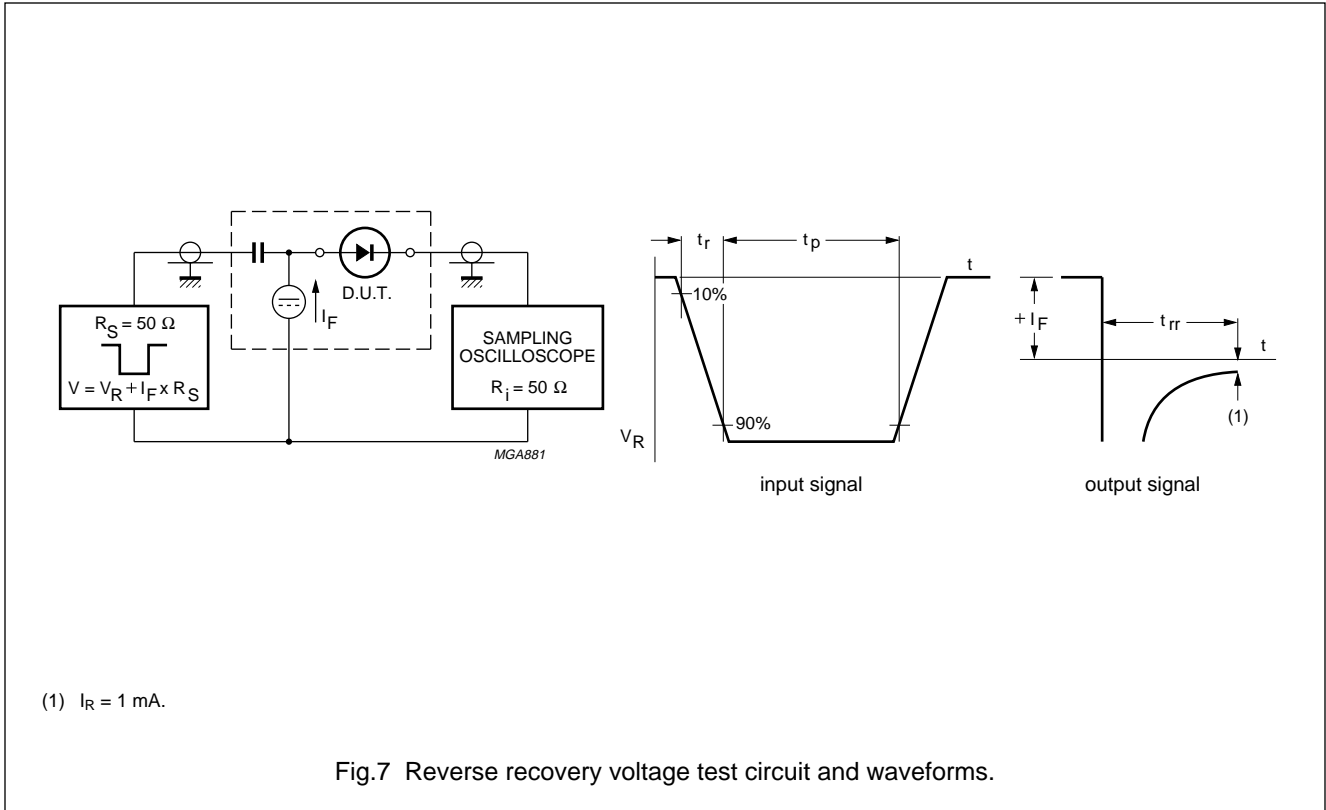 R_S = 50 Ω
V = V_R + I_F x R_S
I_F
D.U.T.
SAMPLING
OSCILLOSCOPE
R_i = 50 Ω
MGA881
t_r
t_p
t
10%
90%
V_R
input signal
+ I_F
t_rr
t
(1)
output signal
(1) I_R = 1 mA.
Fig.7 Reverse recovery voltage test circuit and waveforms.